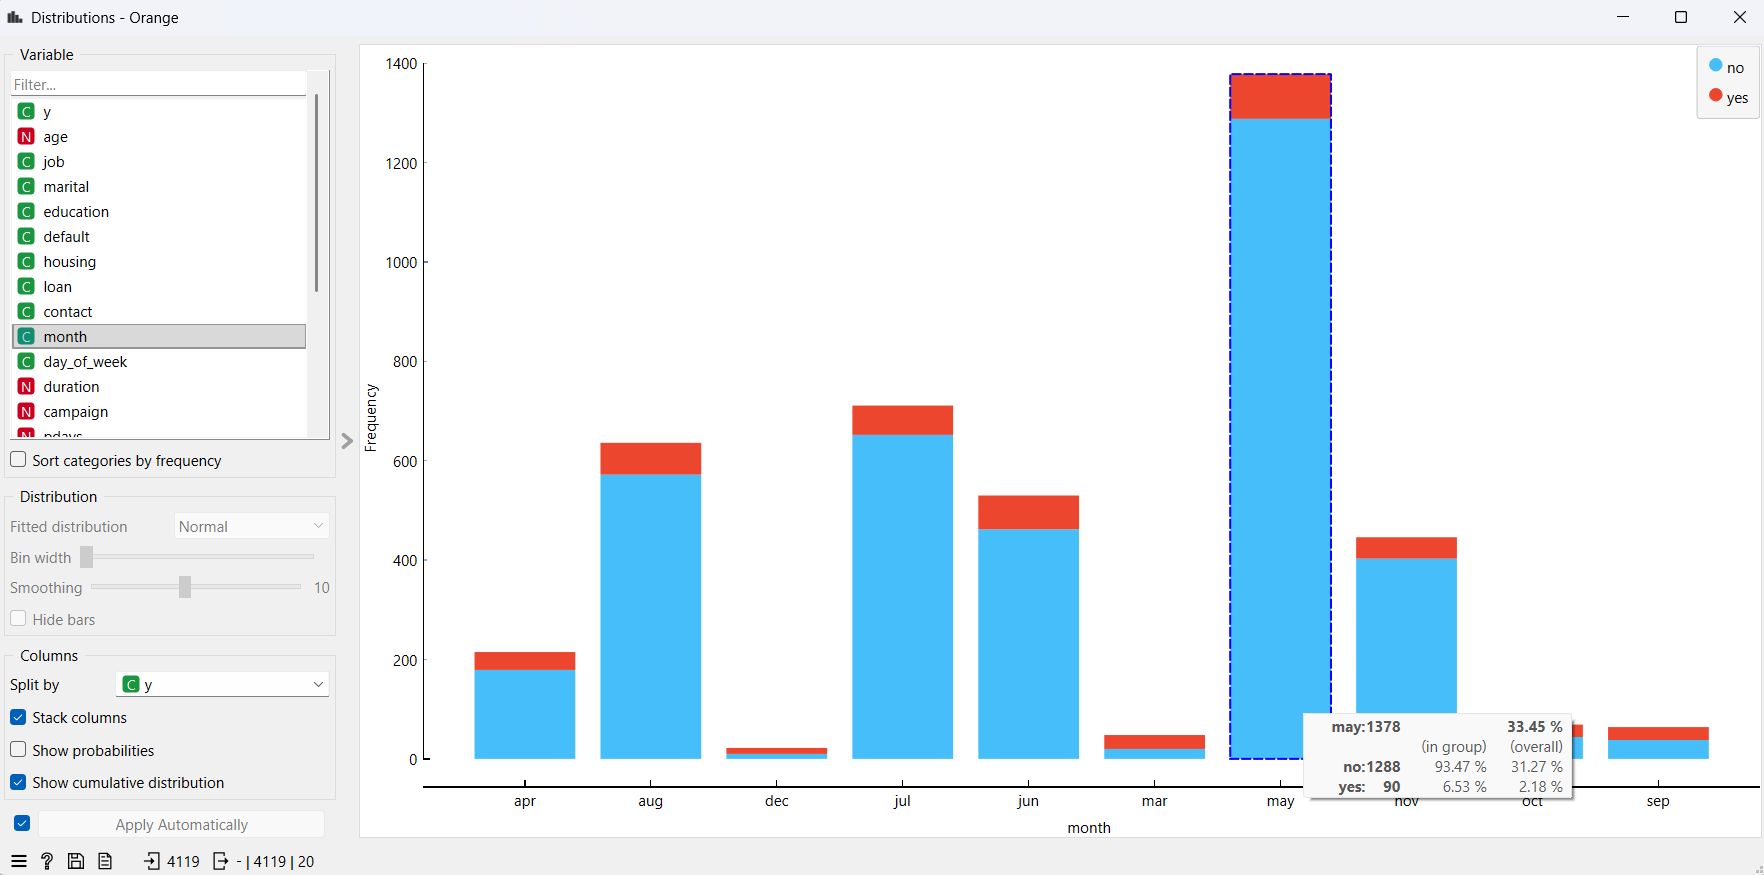 Distributions - Orange
Variable
Filter...
C y
N age
C job
C marital
C education
C default
C housing
C loan
C contact
C month
C day_of_week
N duration
N campaign
N pdays
Sort categories by frequency
Distribution
Fitted distribution Normal
Bin width
Smoothing 10
Hide bars
Columns
Split by C y
Stack columns
Show probabilities
Show cumulative distribution
Apply Automatically
? 4119 - | 4119 | 20
no
yes
1400
1200
1000
800
600
400
200
0
Frequency
may:1378 33.45 %
(in group) (overall)
no:1288 93.47 % 31.27 %
yes: 90 6.53 % 2.18 %
apr aug dec jul jun mar may nov oct sep
month